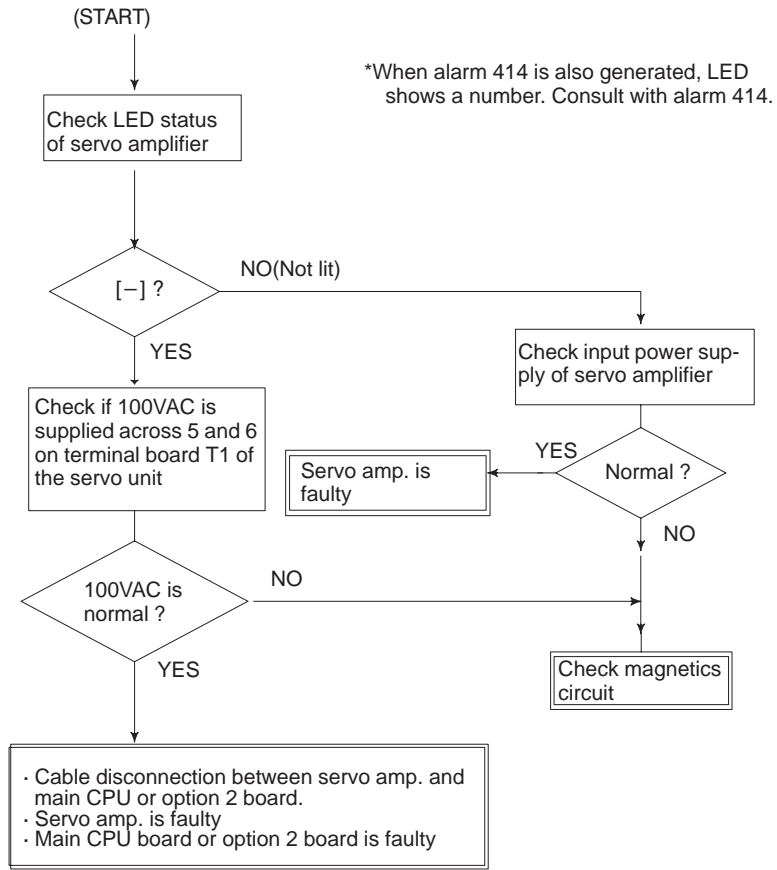 (START)
*When alarm 414 is also generated, LED
shows a number. Consult with alarm 414.
Check LED status
of servo amplifier
[−] ?
NO(Not lit)
YES
Check input power sup-
ply of servo amplifier
Check if 100VAC is
supplied across 5 and 6
on terminal board T1 of
the servo unit
Servo amp. is
faulty
YES
Normal ?
NO
100VAC is
normal ?
NO
YES
Check magnetics
circuit
· Cable disconnection between servo amp. and
main CPU or option 2 board.
· Servo amp. is faulty
· Main CPU board or option 2 board is faulty